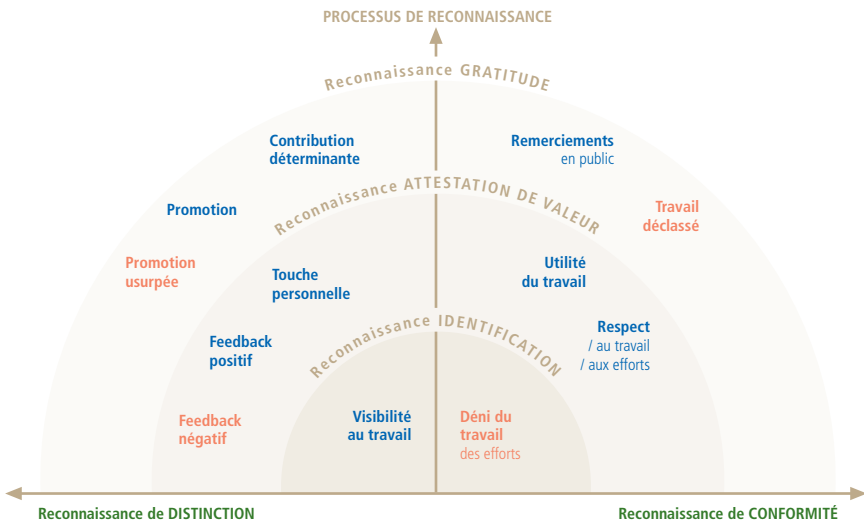 PROCESSUS DE RECONNAISSANCE
Reconnaissance GRATITUDE
Contribution
déterminante
Remerciements
en public
Reconnaissance ATTESTATION DE VALEUR
Promotion
Travail
déclassé
Promotion
usurpée
Touche
personnelle
Utilité
du travail
Reconnaissance IDENTIFICATION
Feedback
positif
Respect
/ au travail
/ aux efforts
Feedback
négatif
Visibilité
au travail
Déni du
travail
des efforts
Reconnaissance de DISTINCTION
Reconnaissance de CONFORMITÉ